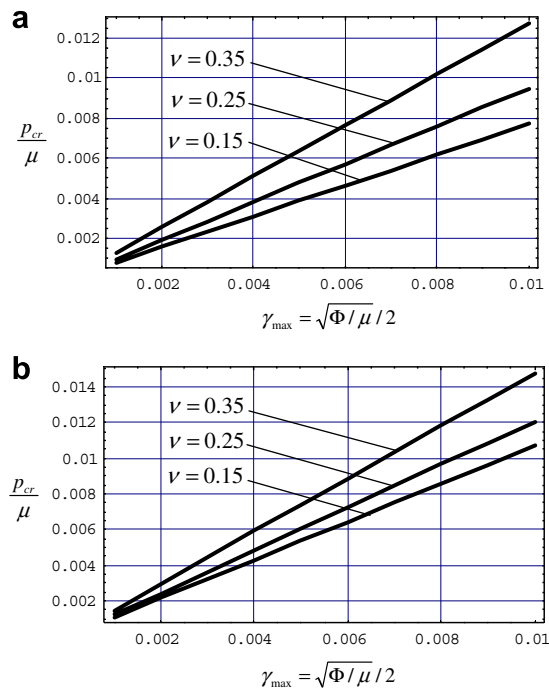 a
0.012
0.01
0.008
0.006
0.004
0.002
p_cr / μ
ν = 0.35
ν = 0.25
ν = 0.15
0.002 0.004 0.006 0.008 0.01
γ_max = √Φ/μ / 2
b
0.014
0.012
0.01
0.008
0.006
0.004
0.002
p_cr / μ
ν = 0.35
ν = 0.25
ν = 0.15
0.002 0.004 0.006 0.008 0.01
γ_max = √Φ/μ / 2